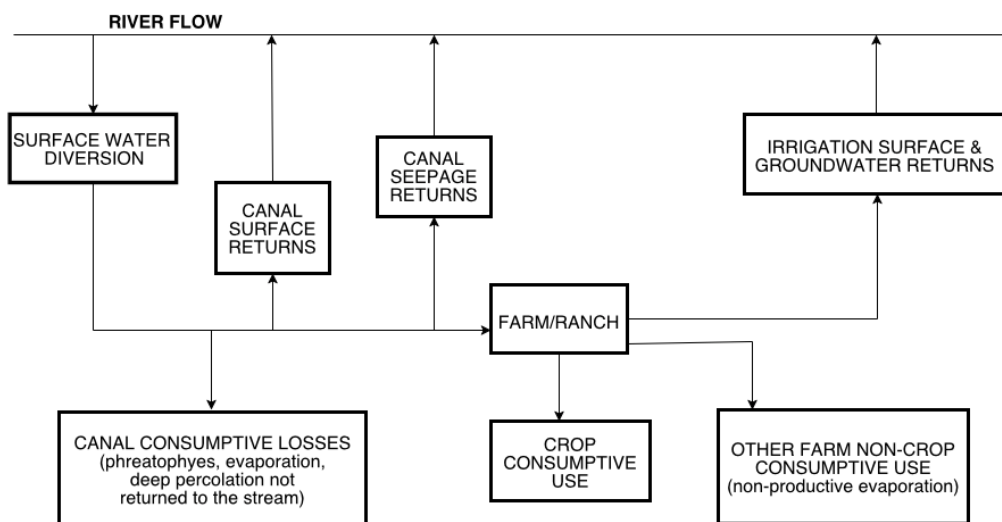 RIVER FLOW
SURFACE WATER
DIVERSION
CANAL
SURFACE
RETURNS
CANAL
SEEPAGE
RETURNS
IRRIGATION SURFACE &
GROUNDWATER RETURNS
FARM/RANCH
CANAL CONSUMPTIVE LOSSES
(phreatophyes, evaporation,
deep percolation not
returned to the stream)
CROP
CONSUMPTIVE
USE
OTHER FARM NON-CROP
CONSUMPTIVE USE
(non-productive evaporation)